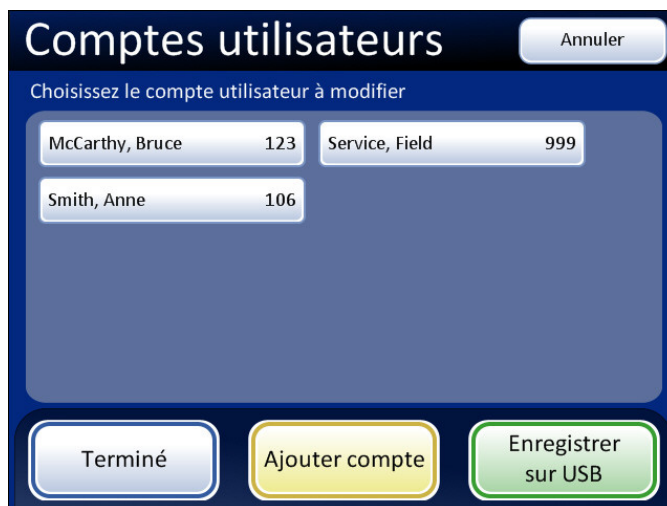 Comptes utilisateurs
Annuler
Choisissez le compte utilisateur à modifier
McCarthy, Bruce 123
Service, Field 999
Smith, Anne 106
Terminé
Ajouter compte
Enregistrer
sur USB